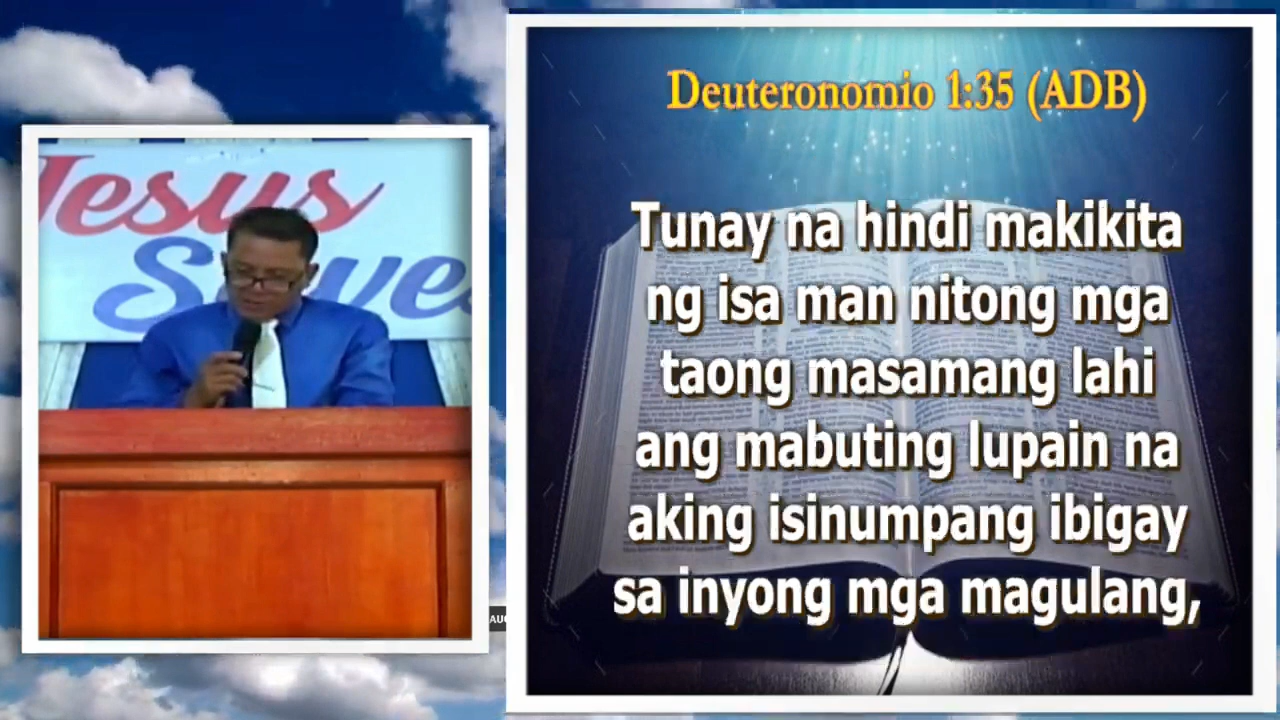 Jesus
Deuteronomio 1:35 (ADB)
Tunay na hindi makikita
ng isa man nitong mga
taong masamang lahi
ang mabuting lupain na
aking isinumpang ibigay
sa inyong mga magulang,